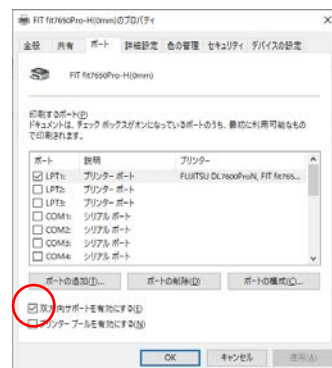 FIT fit7650Pro-H(0mm)のプロパティ
全般 共有 ポート 詳細設定 色の管理 セキュリティ デバイスの設定
FIT fit7650Pro-H(0mm)
印刷するポート(P)
ドキュメントは、チェック ボックスがオンになっているポートのうち、最初に利用可能なもの
で印刷されます。
ポート 説明 プリンター
LPT1: プリンター ポート FUJITSU DL7600ProN, FIT fit765...
LPT2: プリンター ポート
LPT3: プリンター ポート
COM1: シリアル ポート
COM2: シリアル ポート
COM3: シリアル ポート
COM4: シリアル ポート
ポートの追加(T)... ポートの削除(D) ポートの構成(C)...
双方向サポートを有効にする(E)
プリンター プールを有効にする(N)
OK キャンセル 適用(A)